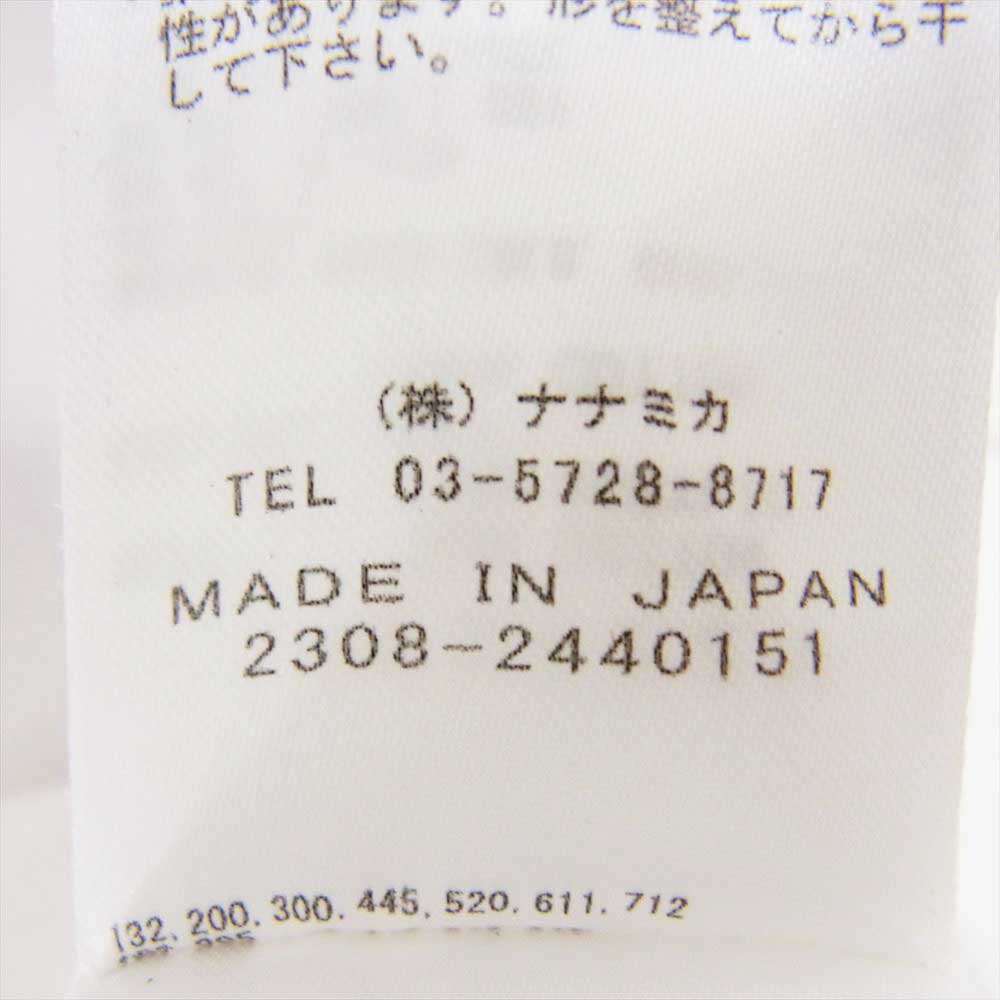 性があります。形を整えてから干
して下さい。
(株) ナナミカ
TEL 03-5728-8717
MADE IN JAPAN
2308-2440151
132. 200. 300. 445. 520. 611. 712